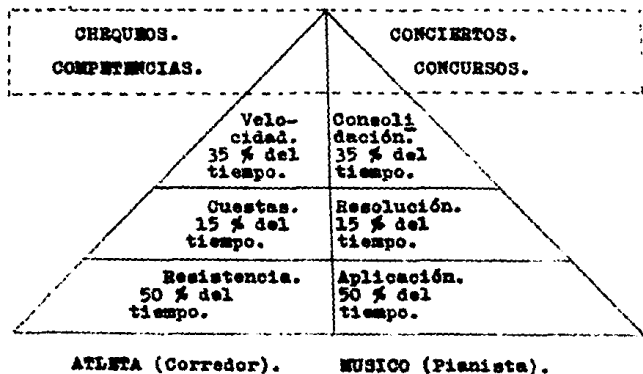 CHEQUEOS. CONCIERTOS.
COMPETENCIAS. CONCURSOS.
Velo- Consoli
cidad. dación.
35 % del 35 % del
tiempo. tiempo.
Cuestas. Resolución.
15 % del 15 % del
tiempo. tiempo.
Resistencia. Aplicación.
50 % del 50 % del
tiempo. tiempo.
ATLETA (Corredor). MUSICO (Pianista).